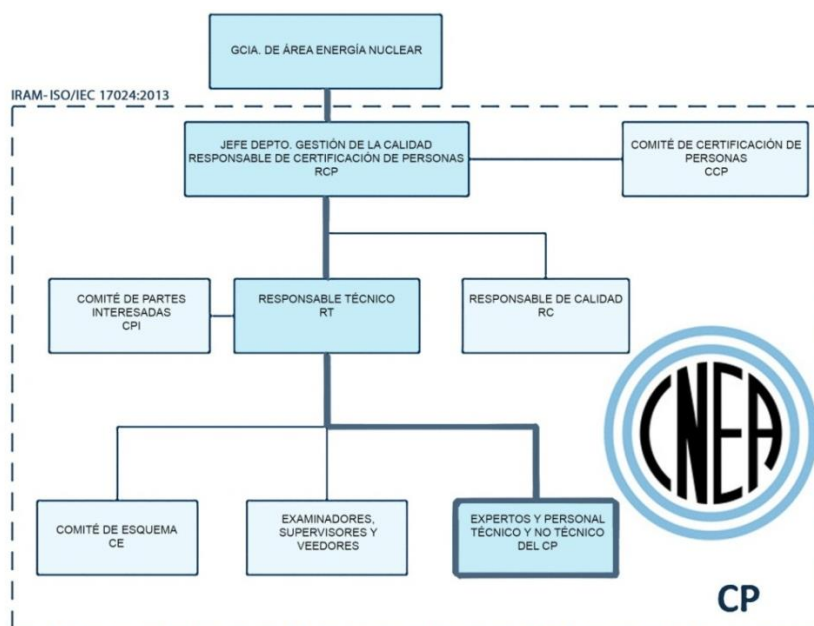 GCIA. DE ÁREA ENERGÍA NUCLEAR
IRAM- ISO/IEC 17024:2013
JEFE DEPTO. GESTIÓN DE LA CALIDAD
RESPONSABLE DE CERTIFICACIÓN DE PERSONAS
RCP
COMITÉ DE CERTIFICACIÓN DE
PERSONAS
CCP
COMITÉ DE PARTES
INTERESADAS
CPI
RESPONSABLE TÉCNICO
RT
RESPONSABLE DE CALIDAD
RC
CNEA
COMITÉ DE ESQUEMA
CE
EXAMINADORES,
SUPERVISORES Y
VEEDORES
EXPERTOS Y PERSONAL
TÉCNICO Y NO TÉCNICO
DEL CP
CP